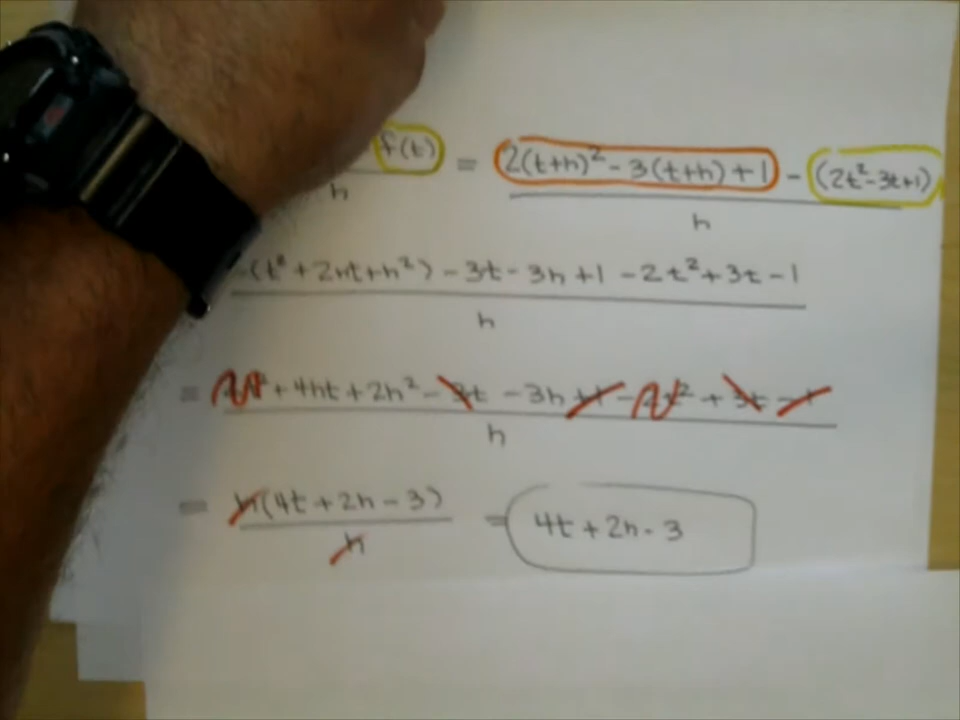 f(t) / h = 2(t+h)² - 3(t+h) + 1 - (2t²-3t+1) / h
(t² + 2ht + h²) - 3t - 3h + 1 - 2t² + 3t - 1 / h
= 2t² + 4ht + 2h² - 3t - 3h + 1 - 2t² + 3t - 1 / h
= h(4t + 2h - 3) / h = 4t + 2h - 3